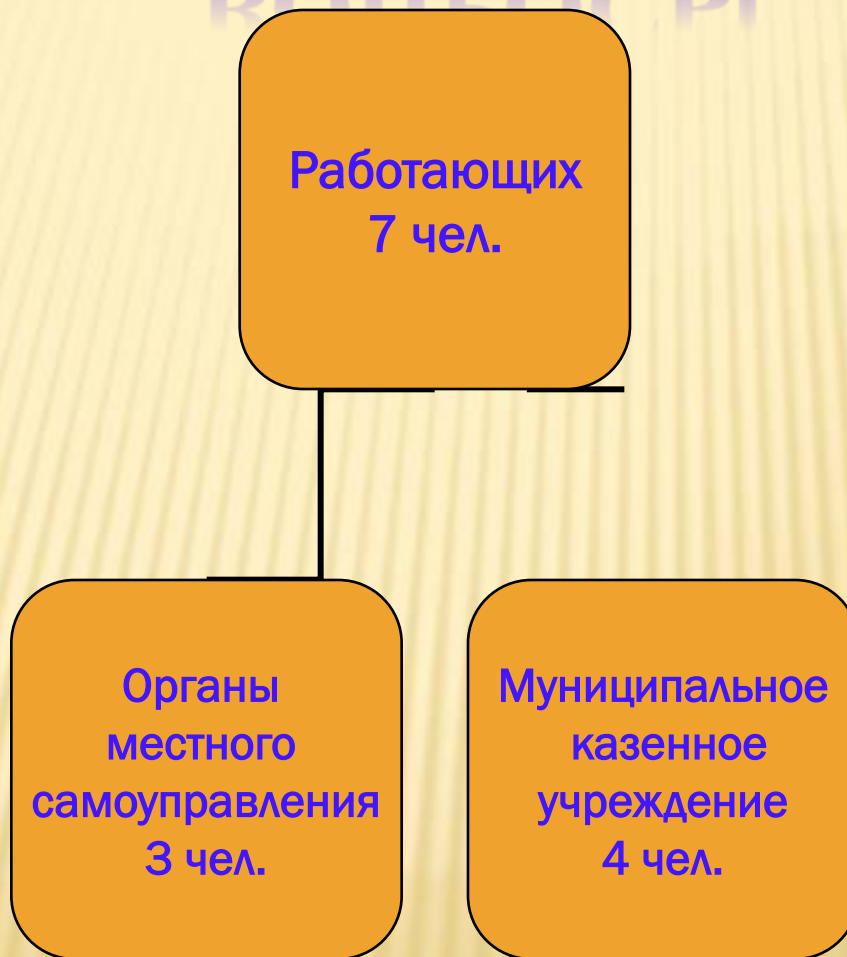 Работающих
7 чел.
Органы
местного
самоуправления
3 чел.
Муниципальное
казенное
учреждение
4 чел.